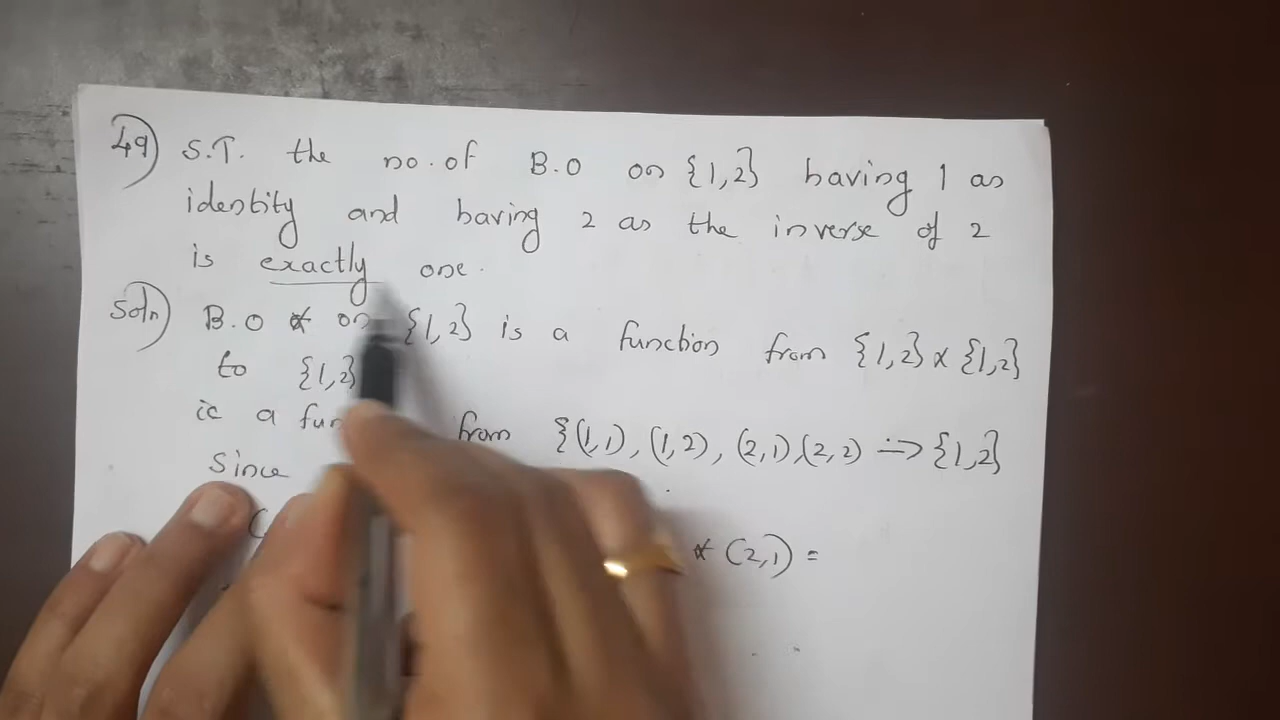 49) S.T. the no. of B.O on {1,2} having 1 as
identity and having 2 as the inverse of 2
is exactly one.
Soln) B.O * on {1,2} is a function from {1,2} x {1,2}
to {1,2}
ie a from {(1,1), (1,2), (2,1), (2,2) → {1,2}
Since
* (2,1) =